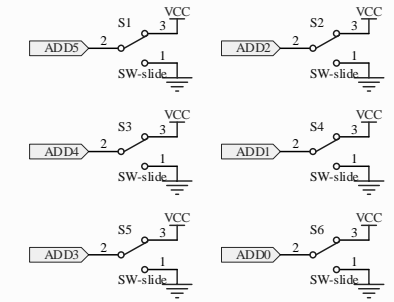 VCC VCC
S1 3 S2 3
ADD5 2 ADD2 2
1 1
SW-slide SW-slide
VCC VCC
S3 3 S4 3
ADD4 2 ADD1 2
1 1
SW-slide SW-slide
VCC VCC
S5 3 S6 3
ADD3 2 ADD0 2
1 1
SW-slide SW-slide